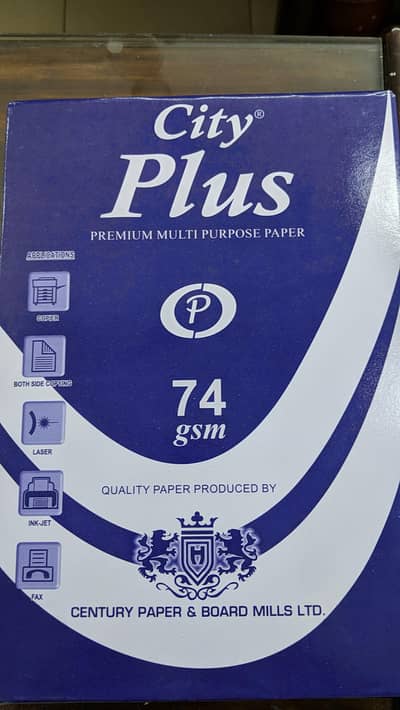 City®
Plus
PREMIUM MULTI PURPOSE PAPER
APPLICATIONS
COPIER
BOTH SIDE COPYING
LASER
INK-JET
FAX
P
74
gsm
QUALITY PAPER PRODUCED BY
H
CENTURY PAPER & BOARD MILLS LTD.